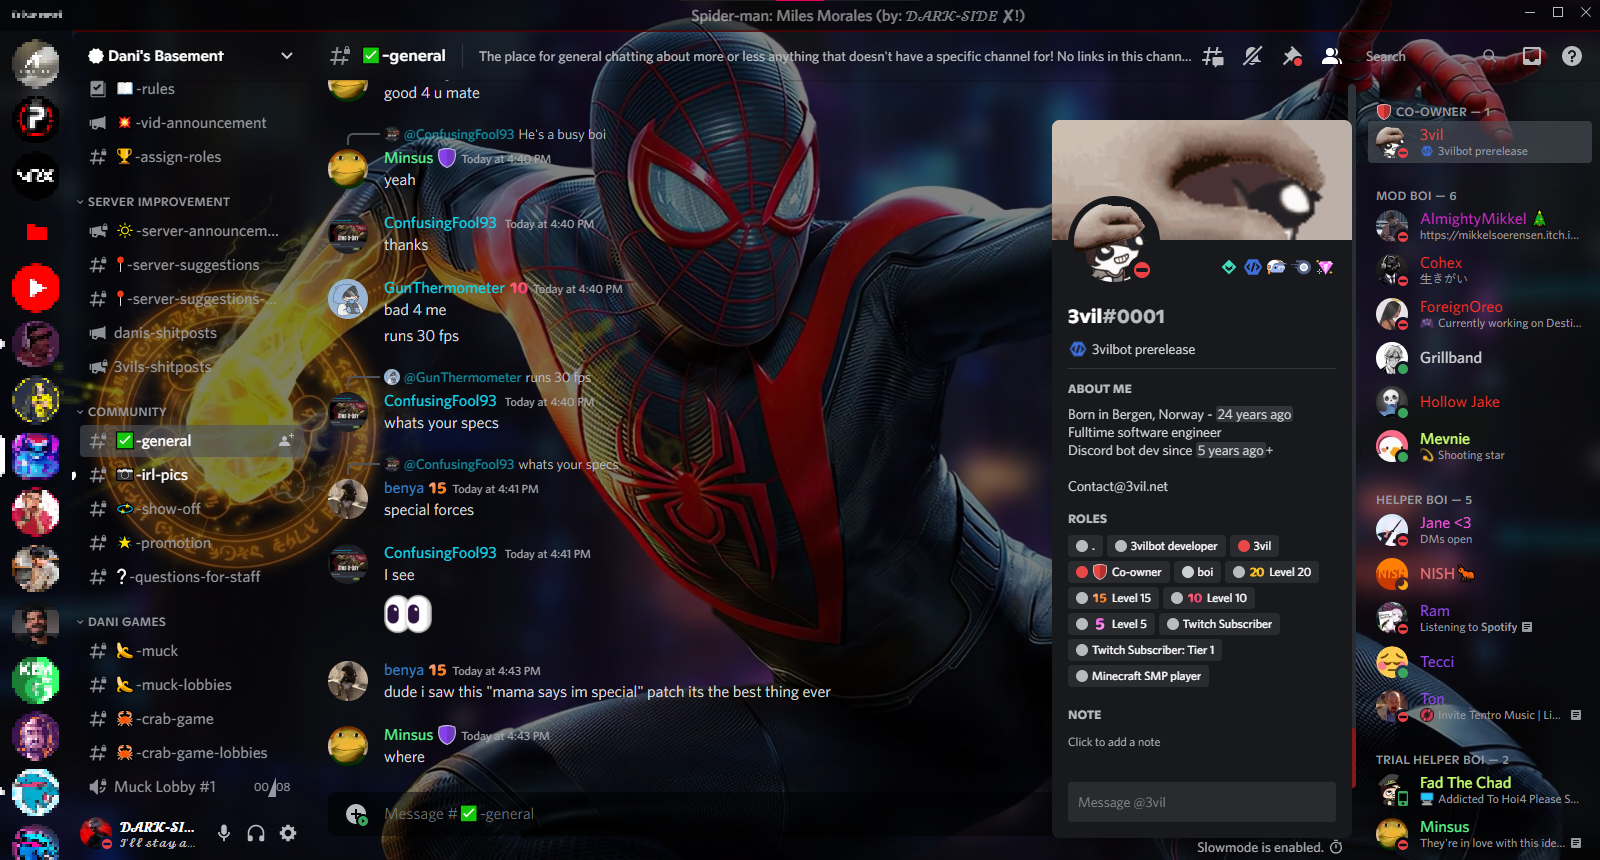 Spider-man: Miles Morales (by: 𝓓𝓐𝓡𝓚-𝓢𝓘𝓓𝓔 ✘!)
Dani's Basement
-rules
-vid-announcement
-assign-roles
SERVER IMPROVEMENT
-server-announcem...
-server-suggestions
-server-suggestions-...
danis-shitposts
3vils-shitposts
COMMUNITY
✅-general
-irl-pics
-show-off
-promotion
-questions-for-staff
DANI GAMES
-muck
-muck-lobbies
-crab-game
-crab-game-lobbies
Muck Lobby #1 00 08
𝓓𝓐𝓡𝓚-𝓢𝓘...
𝓘'𝓵𝓵 𝓼𝓽𝓪𝔂 𝓪...
✅-general
The place for general chatting about more or less anything that doesn't have a specific channel for! No links in this chann...
Search
good 4 u mate
@ConfusingFool93 He's a busy boi
Minsus Today at 4:40 PM
yeah
ConfusingFool93 Today at 4:40 PM
thanks
GunThermometer 10 Today at 4:40 PM
bad 4 me
runs 30 fps
@GunThermometer runs 30 fps
ConfusingFool93 Today at 4:40 PM
whats your specs
@ConfusingFool93 whats your specs
benya 15 Today at 4:41 PM
special forces
ConfusingFool93 Today at 4:41 PM
I see
👀
benya 15 Today at 4:43 PM
dude i saw this "mama says im special" patch its the best thing ever
Minsus Today at 4:43 PM
where
Message #✅-general
Slowmode is enabled.
3vil#0001
3vilbot prerelease
ABOUT ME
Born in Bergen, Norway - 24 years ago
Fulltime software engineer
Discord bot dev since 5 years ago+
Contact@3vil.net
ROLES
. 3vilbot developer 3vil
Co-owner boi 20 Level 20
15 Level 15 10 Level 10
5 Level 5 Twitch Subscriber
Twitch Subscriber: Tier 1
Minecraft SMP player
NOTE
Click to add a note
Message @3vil
CO-OWNER — 1
3vil
3vilbot prerelease
MOD BOI — 6
AlmightyMikkel 🎄
https://mikkelsoerensen.itch.i...
Cohex
生きがい
ForeignOreo
Currently working on Desti...
Grillband
Hollow Jake
Mevnie
Shooting star
HELPER BOI — 5
Jane <3
DMs open
NISH
Ram
Listening to Spotify
Tecci
Ton
Invite Tentro Music | Li...
TRIAL HELPER BOI — 2
Fad The Chad
Addicted To Hoi4 Please S...
Minsus
They're in love with this ide...